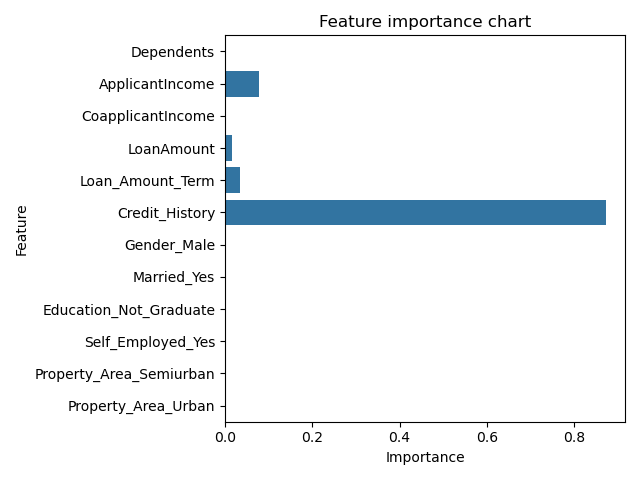 Feature importance chart
Feature
Dependents
ApplicantIncome
CoapplicantIncome
LoanAmount
Loan_Amount_Term
Credit_History
Gender_Male
Married_Yes
Education_Not_Graduate
Self_Employed_Yes
Property_Area_Semiurban
Property_Area_Urban
0.0 0.2 0.4 0.6 0.8
Importance